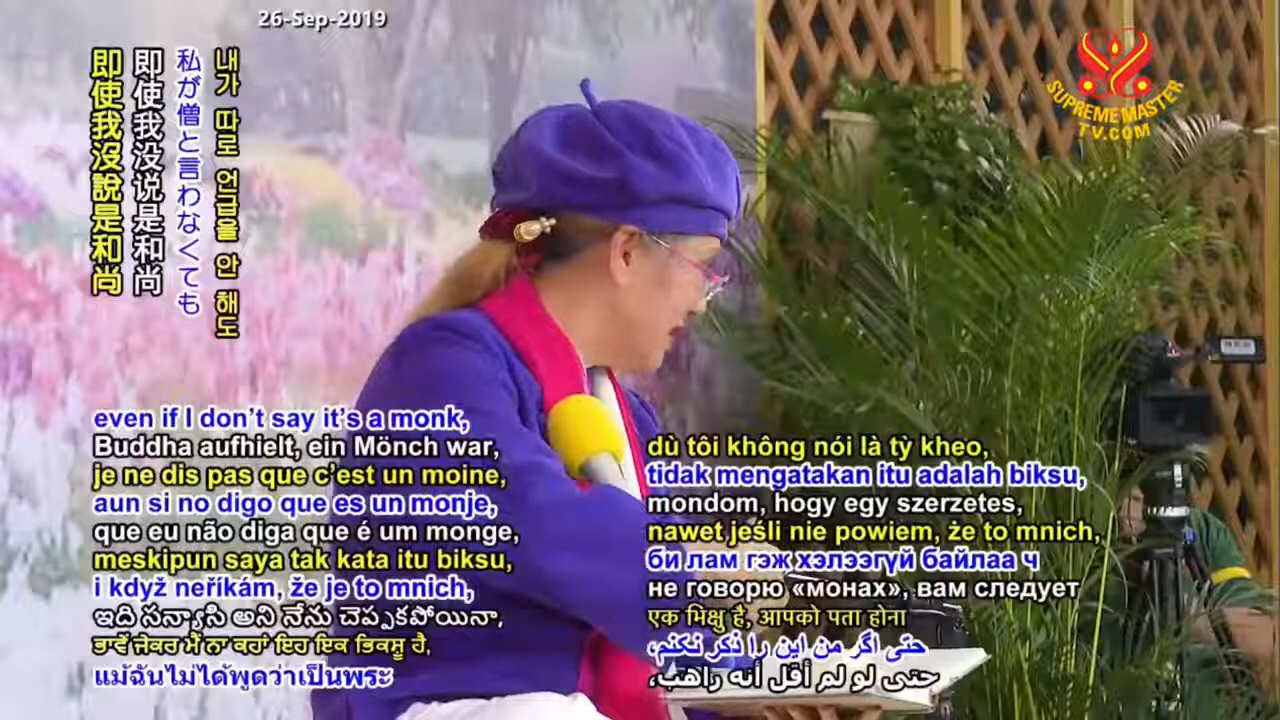 26-Sep-2019
SUPREME MASTER
TV.COM
即使我沒說是和尚
即使我没说是和尚
私が僧と言わなくても
내가 따로 언급을 안 해도
even if I don't say it's a monk,
Buddha aufhielt, ein Mönch war,
je ne dis pas que c'est un moine,
aun si no digo que es un monje,
que eu não diga que é um monge,
meskipun saya tak kata itu biksu,
i když neříkám, že je to mnich,
ఇది సన్యాసి అని నేను చెప్పకపోయినా,
ਭਾਵੇਂ ਜੇਕਰ ਮੈਂ ਨਾ ਕਹਾਂ ਇਹ ਇਕ ਭਿਕਸ਼ੂ ਹੈ,
แม้ฉันไม่ได้พูดว่าเป็นพระ
dù tôi không nói là tỳ kheo,
tidak mengatakan itu adalah biksu,
mondom, hogy egy szerzetes,
nawet jeśli nie powiem, że to mnich,
би лам гэж хэлээгүй байлаа ч
не говорю «монах», вам следует
एक भिक्षु है, आपको पता होना
حتی اگر من این را ذکر نکنم،
حتى لو لم أقل أنه راهب،